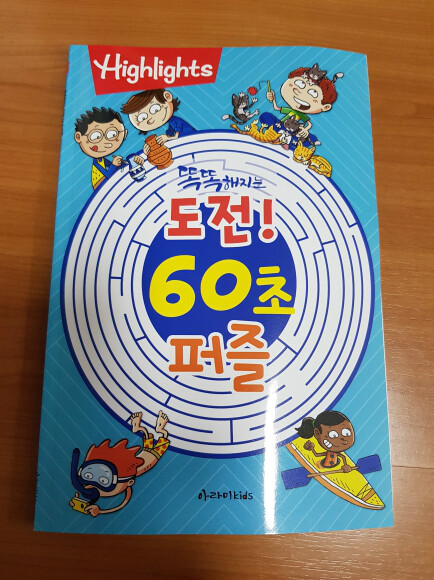 Highlights
똑똑해지는
도전!
60초
퍼즐
아라미kids